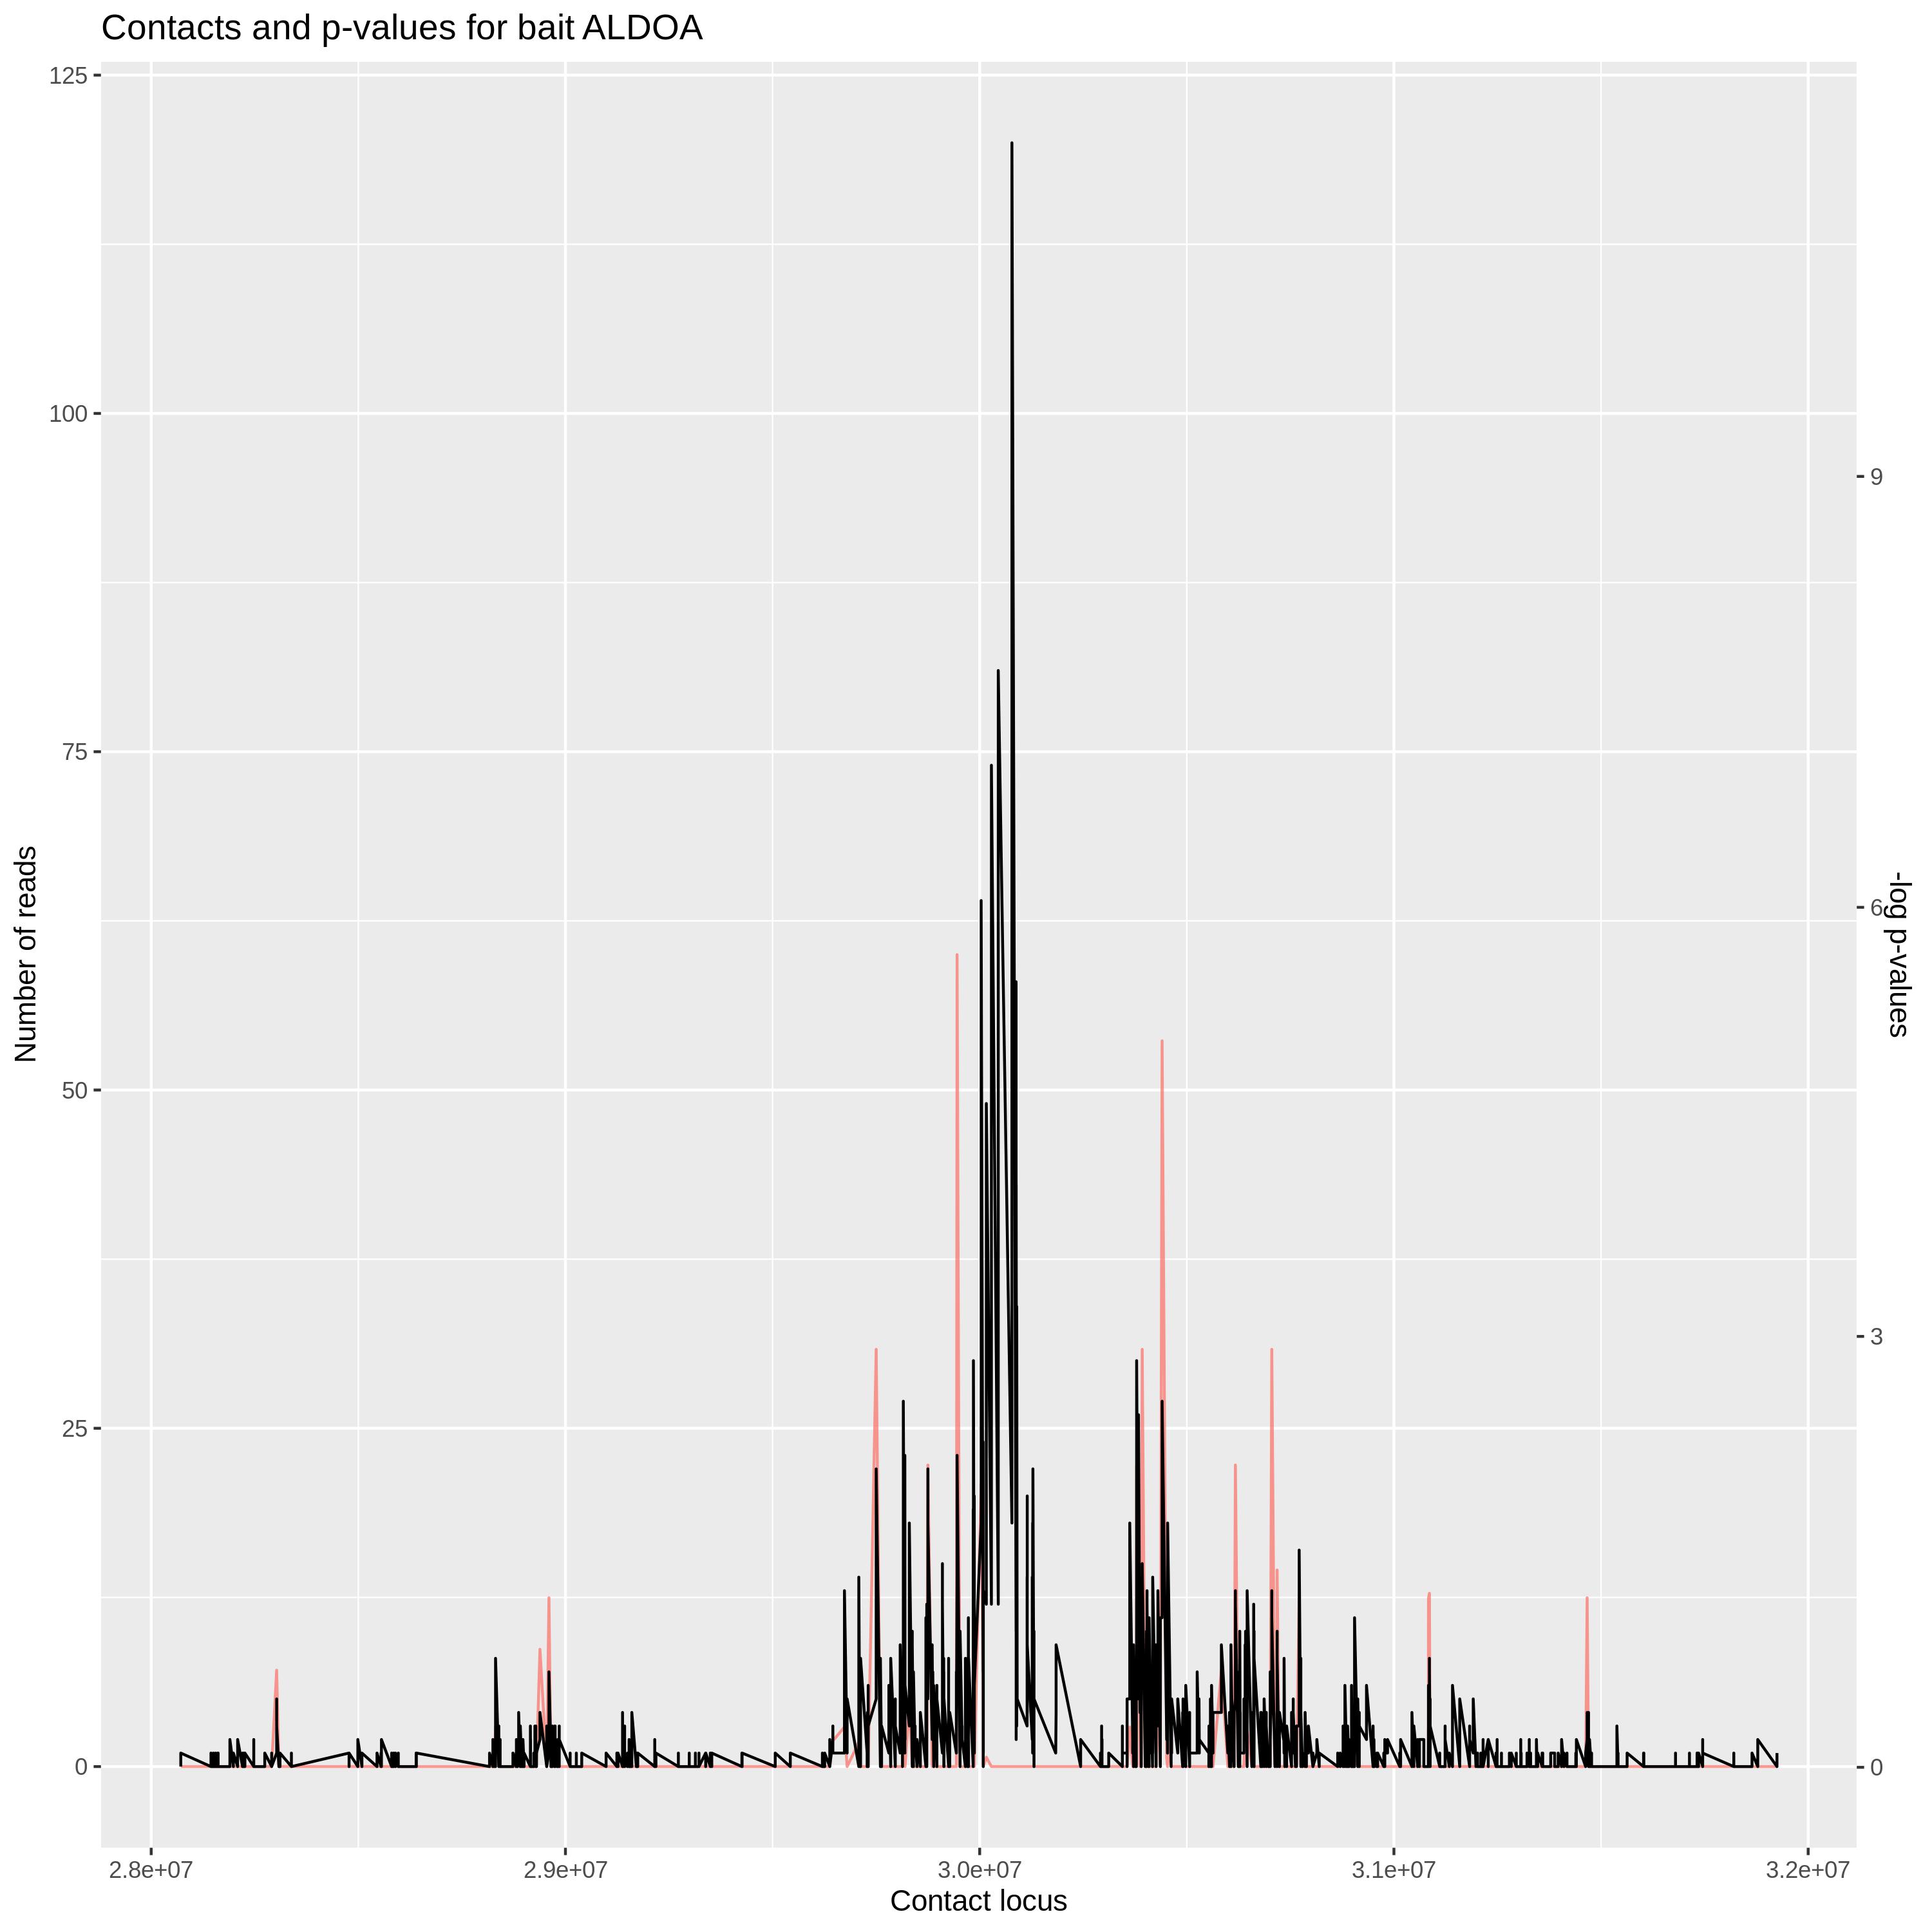 Contacts and p-values for bait ALDOA
125
100
75
50
25
0
Number of reads
9
6
3
0
-log p-values
2.8e+07
2.9e+07
3.0e+07
3.1e+07
3.2e+07
Contact locus